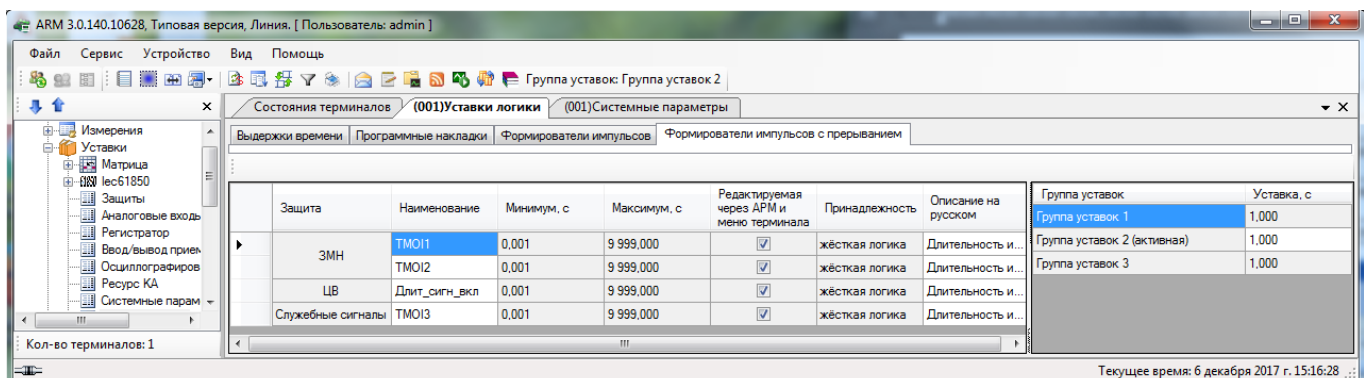 ARM 3.0.140.10628, Типовая версия, Линия. [ Пользователь: admin ]
Файл Сервис Устройство Вид Помощь
Группа уставок: Группа уставок 2
Состояния терминалов (001)Уставки логики (001)Системные параметры
Измерения
Уставки
Матрица
Iec61850
Защиты
Аналоговые входы
Регистратор
Ввод/вывод прием
Осциллографиров
Ресурс КА
Системные парам
Кол-во терминалов: 1
Выдержки времени Программные накладки Формирователи импульсов Формирователи импульсов с прерыванием
Защита Наименование Минимум, с Максимум, с Редактируемая через АРМ и меню терминала Принадлежность Описание на русском
ЗМН TMOI1 0,001 9 999,000 жёсткая логика Длительность и...
TMOI2 0,001 9 999,000 жёсткая логика Длительность и...
ЦВ Длит_сигн_вкл 0,001 9 999,000 жёсткая логика Длительность и...
Служебные сигналы TMOI3 0,001 9 999,000 жёсткая логика Длительность и...
Группа уставок Уставка, с
Группа уставок 1 1,000
Группа уставок 2 (активная) 1,000
Группа уставок 3 1,000
Текущее время: 6 декабря 2017 г. 15:16:28